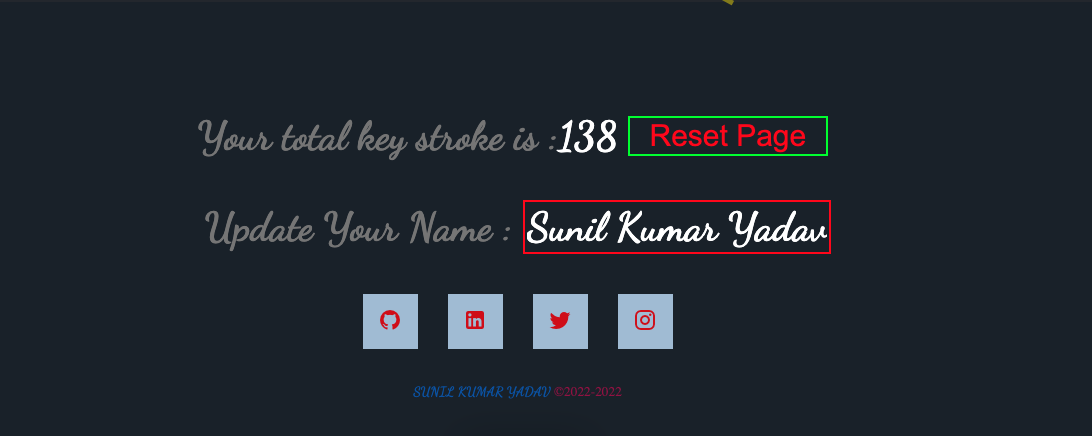 Your total key stroke is :138 Reset Page
Update Your Name : Sunil Kumar Yadav
SUNIL KUMAR YADAV ©2022-2022